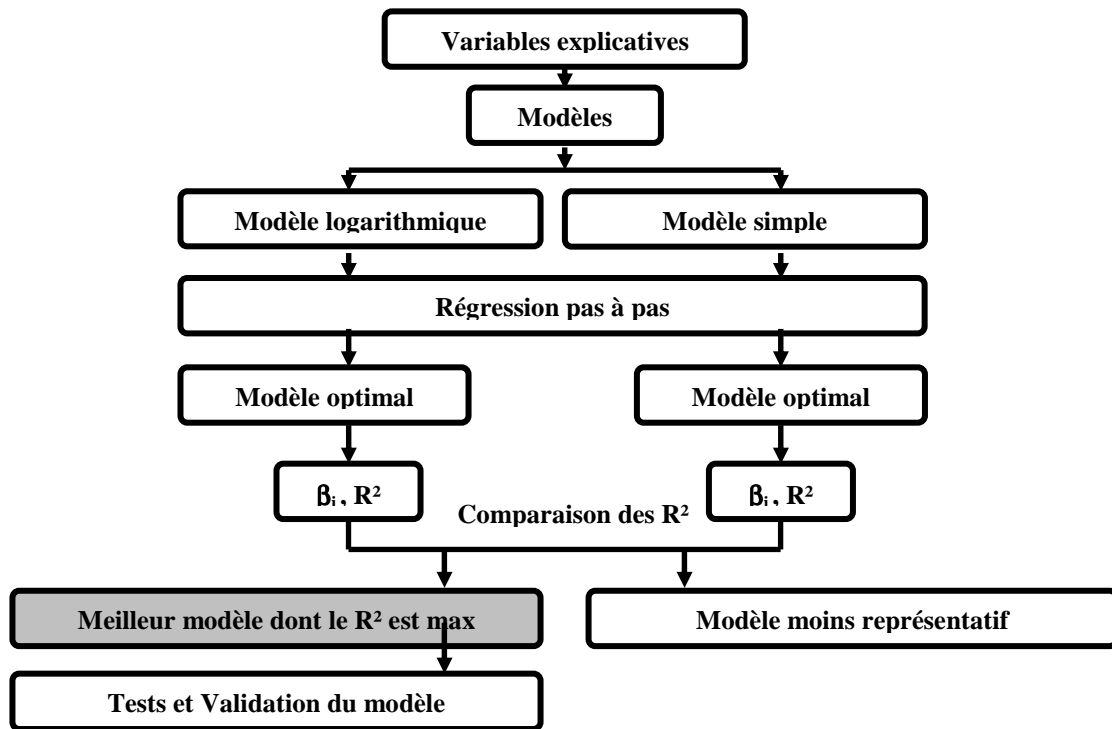 Variables explicatives
Modèles
Modèle logarithmique
Modèle simple
Régression pas à pas
Modèle optimal
Modèle optimal
βᵢ, R²
βᵢ, R²
Comparaison des R²
Meilleur modèle dont le R² est max
Modèle moins représentatif
Tests et Validation du modèle